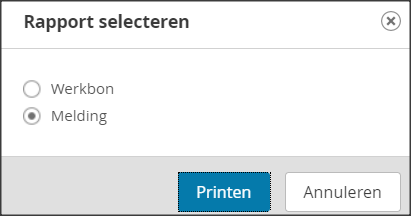 Rapport selecteren
Werkbon
Melding
Printen
Annuleren